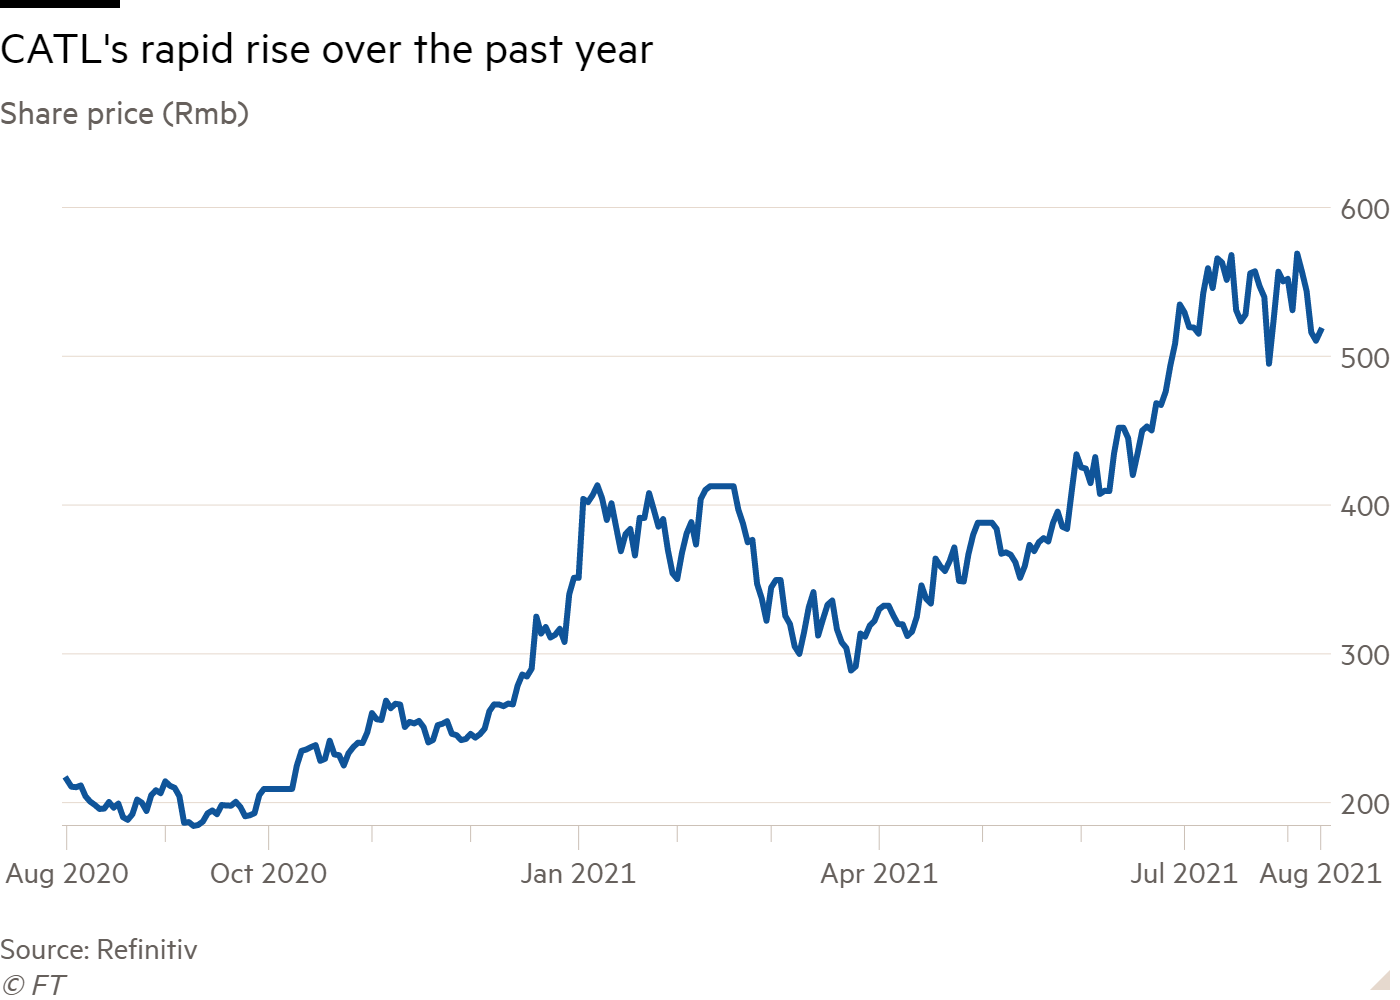 CATL's rapid rise over the past year
Share price (Rmb)
600
500
400
300
200
Aug 2020 Oct 2020 Jan 2021 Apr 2021 Jul 2021 Aug 2021
Source: Refinitiv
© FT